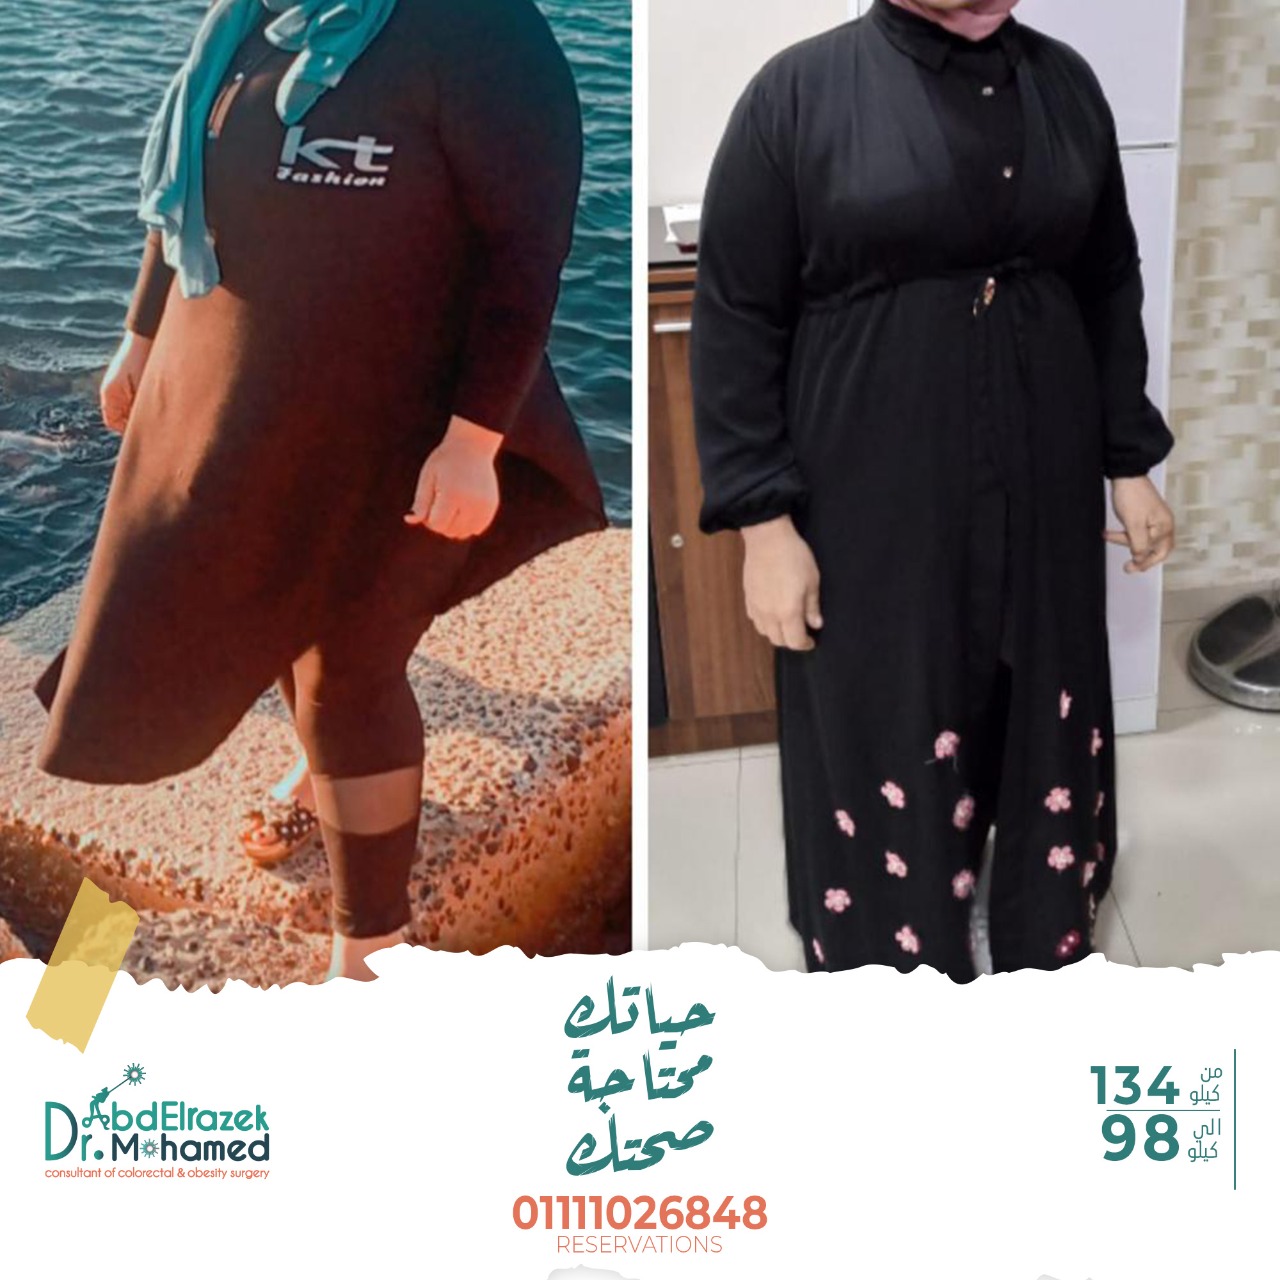 kt
Fashion
حياتك
محتاجة
صحتك
01111026848
RESERVATIONS
Dr. AbdElrazek
Mohamed
consultant of colorectal & obesity surgery
من 134 كيلو
الي 98 كيلو